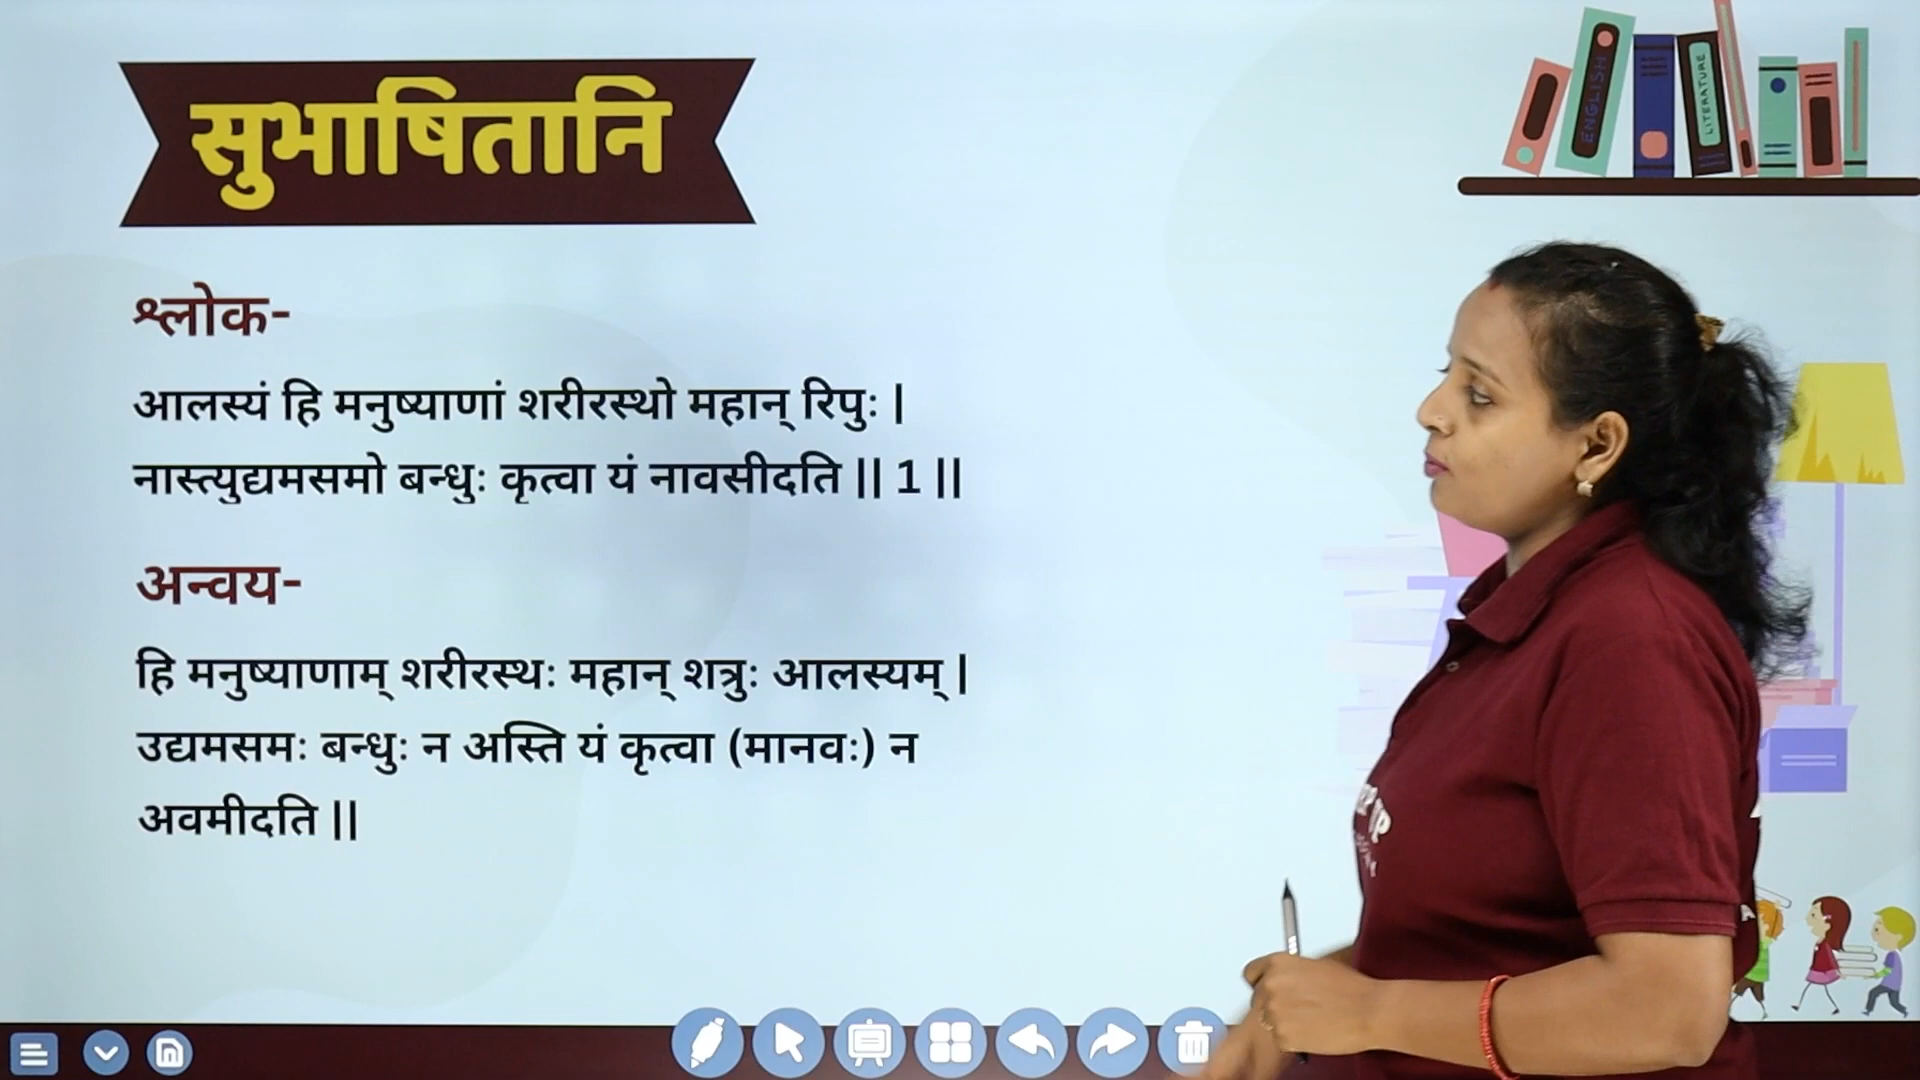 सुभाषितानि
ENGLISH
LITERATURE
श्लोक-
आलस्यं हि मनुष्याणां शरीरस्थो महान् रिपुः |
नास्त्युद्यमसमो बन्धुः कृत्वा यं नावसीदति || 1 ||
अन्वय-
हि मनुष्याणाम् शरीरस्थः महान् शत्रुः आलस्यम् |
उद्यमसमः बन्धुः न अस्ति यं कृत्वा (मानवः) न
अवमीदति ||